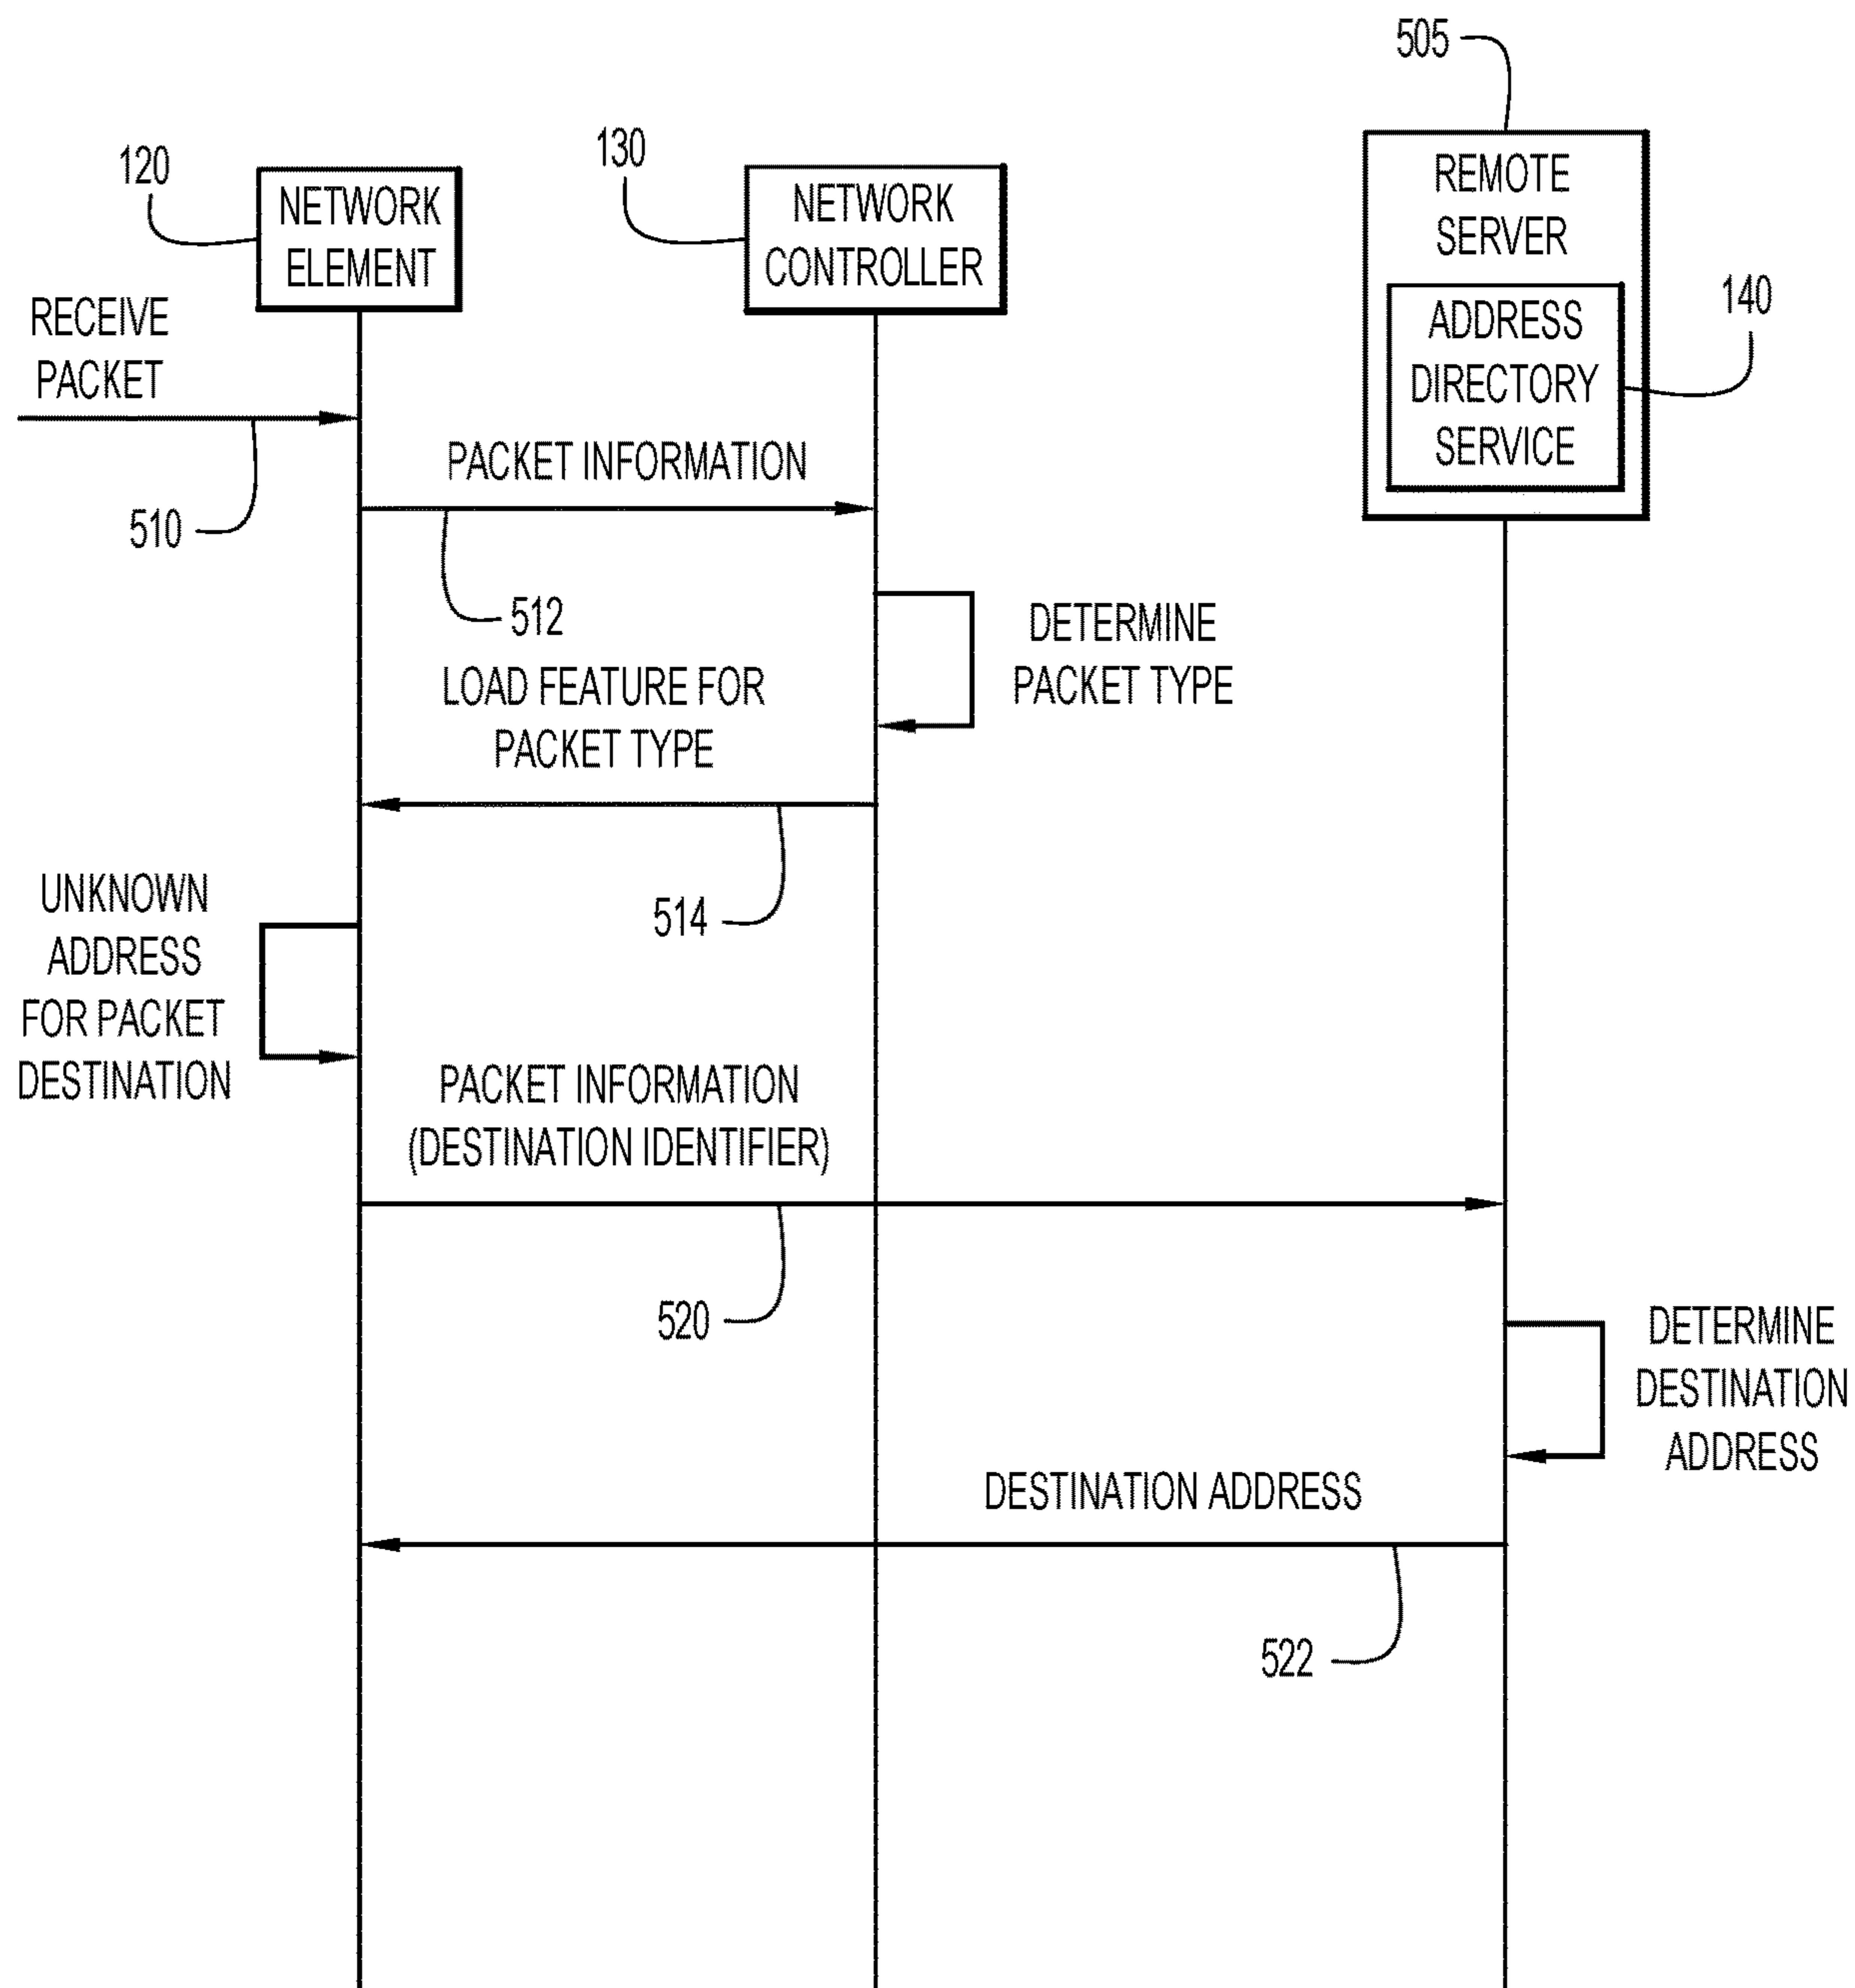 505
120
NETWORK
ELEMENT
130
NETWORK
CONTROLLER
REMOTE
SERVER
ADDRESS
DIRECTORY
SERVICE
140
RECEIVE
PACKET
510
PACKET INFORMATION
512
DETERMINE
PACKET TYPE
LOAD FEATURE FOR
PACKET TYPE
514
UNKNOWN
ADDRESS
FOR PACKET
DESTINATION
PACKET INFORMATION
(DESTINATION IDENTIFIER)
520
DETERMINE
DESTINATION
ADDRESS
DESTINATION ADDRESS
522